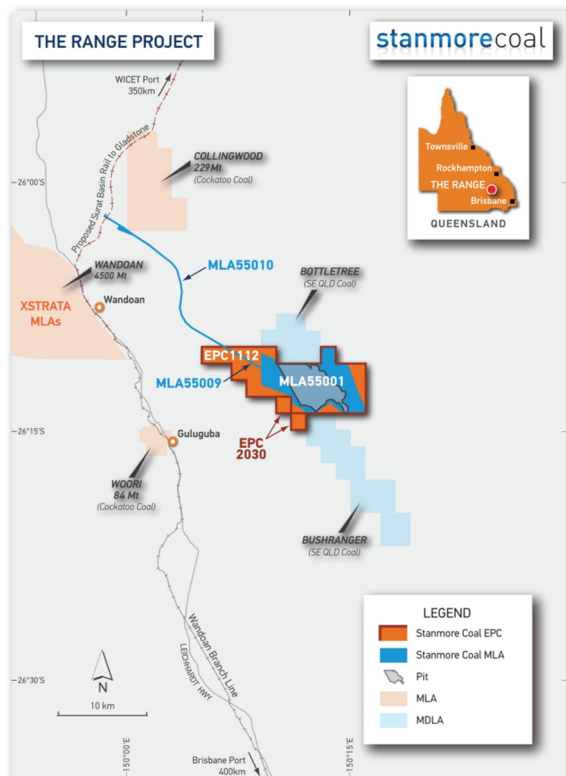 THE RANGE PROJECT
stanmorecoal
WICET Port
350km
Proposed Surat Basin Rail to Gladstone
COLLINGWOOD
229Mt
(Cockatoo Coal)
Townsville
Rockhampton
THE RANGE
Brisbane
QUEENSLAND
-26°00'S
MLA55010
WANDOAN
4500 Mt
XSTRATA
MLAs
Wandoan
BOTTLETREE
(SE QLD Coal)
EPC1112
MLA55009
MLA55001
-26°15'S
Guluguba
EPC
2030
WOORI
84 Mt
(Cockatoo Coal)
BUSHRANGER
(SE QLD Coal)
LEGEND
Stanmore Coal EPC
Stanmore Coal MLA
Pit
MLA
MDLA
Wandoan Branch Line
LEICHHARDT HWY
-26°30'S
N
10 km
-150°00'E
-150°15'E
Brisbane Port
400km